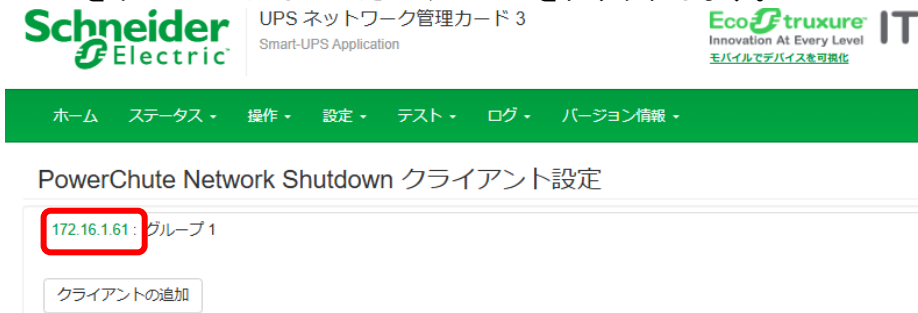 Schneider
Electric
UPS ネットワーク管理カード 3
Smart-UPS Application
EcoStruxure IT
Innovation At Every Level
モバイルでデバイスを可視化
ホーム ステータス 操作 設定 テスト ログ バージョン情報
PowerChute Network Shutdown クライアント設定
172.16.1.61 : グループ 1
クライアントの追加